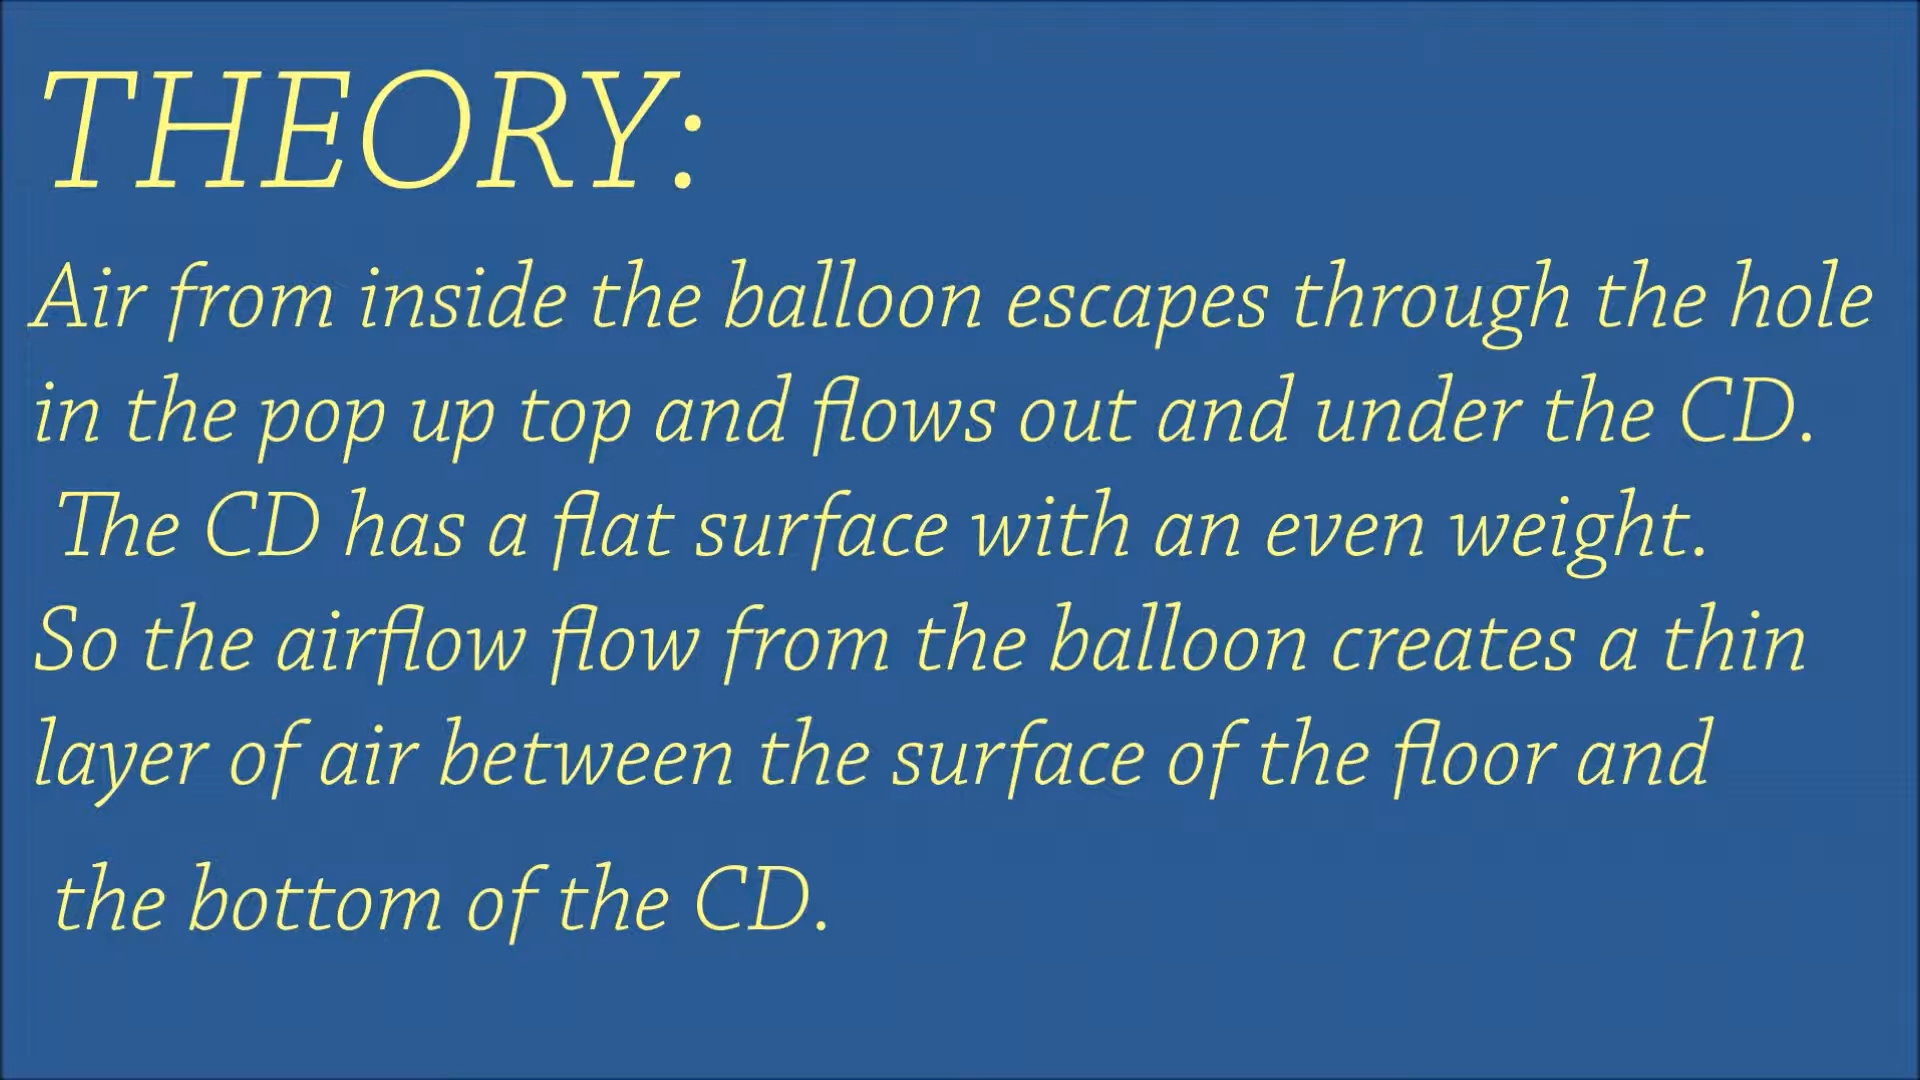 THEORY:
Air from inside the balloon escapes through the hole
in the pop up top and flows out and under the CD.
The CD has a flat surface with an even weight.
So the airflow flow from the balloon creates a thin
layer of air between the surface of the floor and
the bottom of the CD.